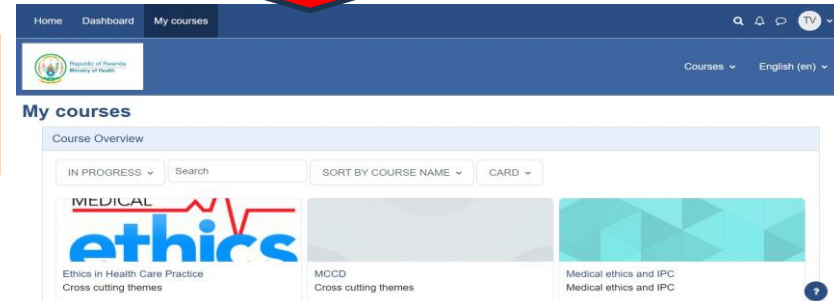 Home Dashboard My courses TV
Republic of Rwanda
Ministry of Health
Courses English (en)
My courses
Course Overview
IN PROGRESS Search SORT BY COURSE NAME CARD
MEDICAL
ethics
Ethics in Health Care Practice MCCD Medical ethics and IPC
Cross cutting themes Cross cutting themes Medical ethics and IPC
?